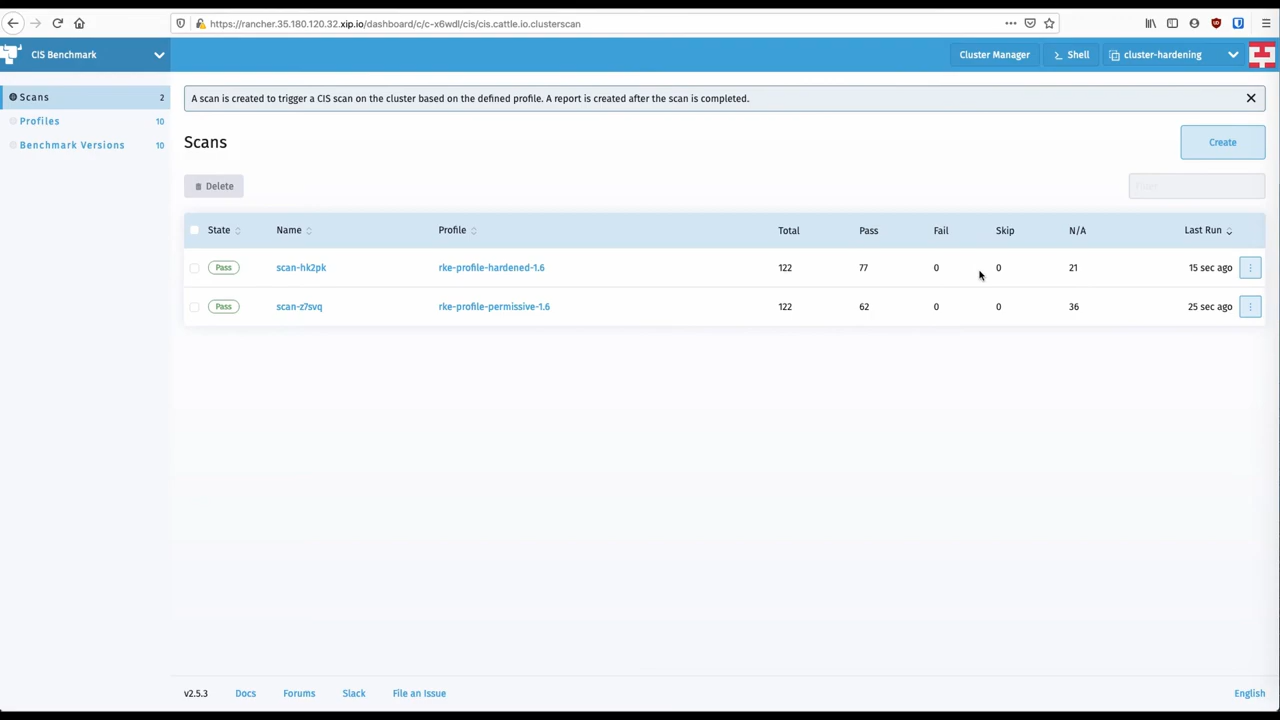 https://rancher.35.180.120.32.xip.io/dashboard/c/c-x6wdl/cis/cis.cattle.io.clusterscan
CIS Benchmark
Cluster Manager
>_ Shell
cluster-hardening
Scans 2
Profiles 10
Benchmark Versions 10
A scan is created to trigger a CIS scan on the cluster based on the defined profile. A report is created after the scan is completed.
Scans
Create
Delete
Filter
State Name Profile Total Pass Fail Skip N/A Last Run
Pass scan-hk2pk rke-profile-hardened-1.6 122 77 0 0 21 15 sec ago
Pass scan-z7svq rke-profile-permissive-1.6 122 62 0 0 36 25 sec ago
v2.5.3 Docs Forums Slack File an Issue English